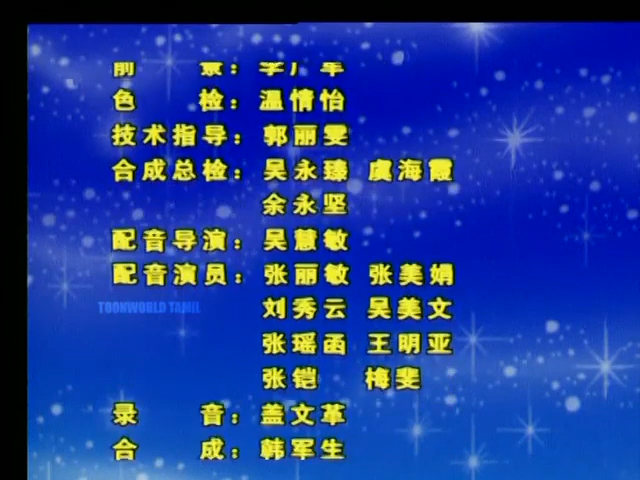 色 检：温情怡
技术指导：郭丽雯
合成总检：吴永臻 虞海霞
余永坚
配音导演：吴慧敏
配音演员：张丽敏 张美娟
TOONWORLD TAMIL
刘秀云 吴美文
张瑶函 王明亚
张铠 梅斐
录 音：盖文革
合 成：韩军生